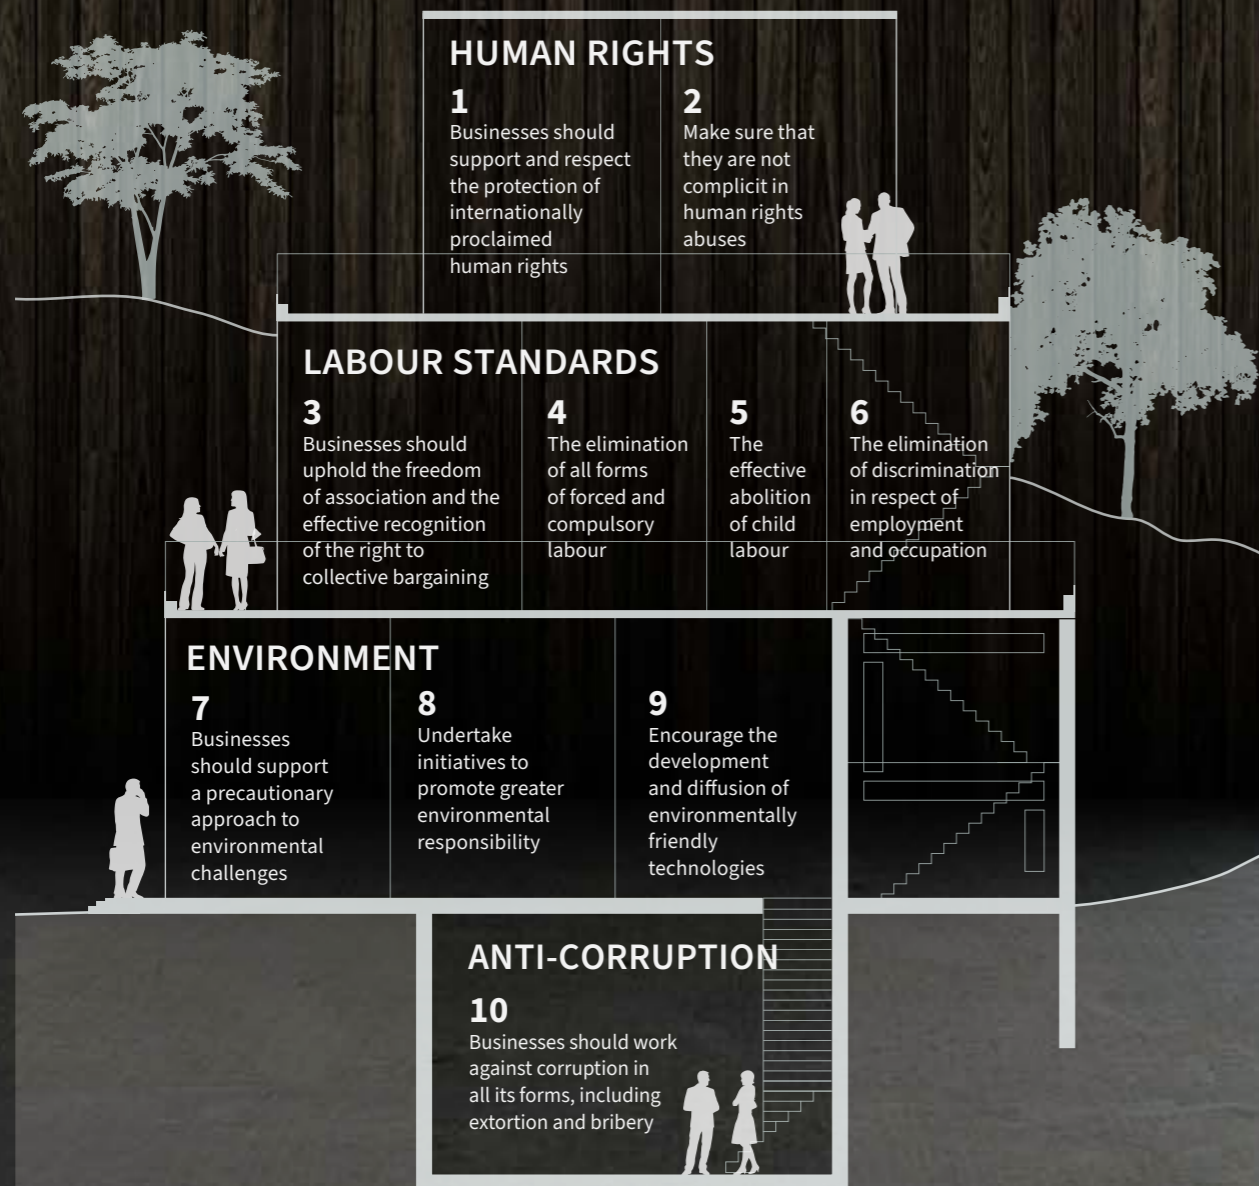 HUMAN RIGHTS
1
Businesses should
support and respect
the protection of
internationally
proclaimed
human rights
2
Make sure that
they are not
complicit in
human rights
abuses
LABOUR STANDARDS
3
Businesses should
uphold the freedom
of association and the
effective recognition
of the right to
collective bargaining
4
The elimination
of all forms
of forced and
compulsory
labour
5
The
effective
abolition
of child
labour
6
The elimination
of discrimination
in respect of
employment
and occupation
ENVIRONMENT
7
Businesses
should support
a precautionary
approach to
environmental
challenges
8
Undertake
initiatives to
promote greater
environmental
responsibility
9
Encourage the
development
and diffusion of
environmentally
friendly
technologies
ANTI-CORRUPTION
10
Businesses should work
against corruption in
all its forms, including
extortion and bribery